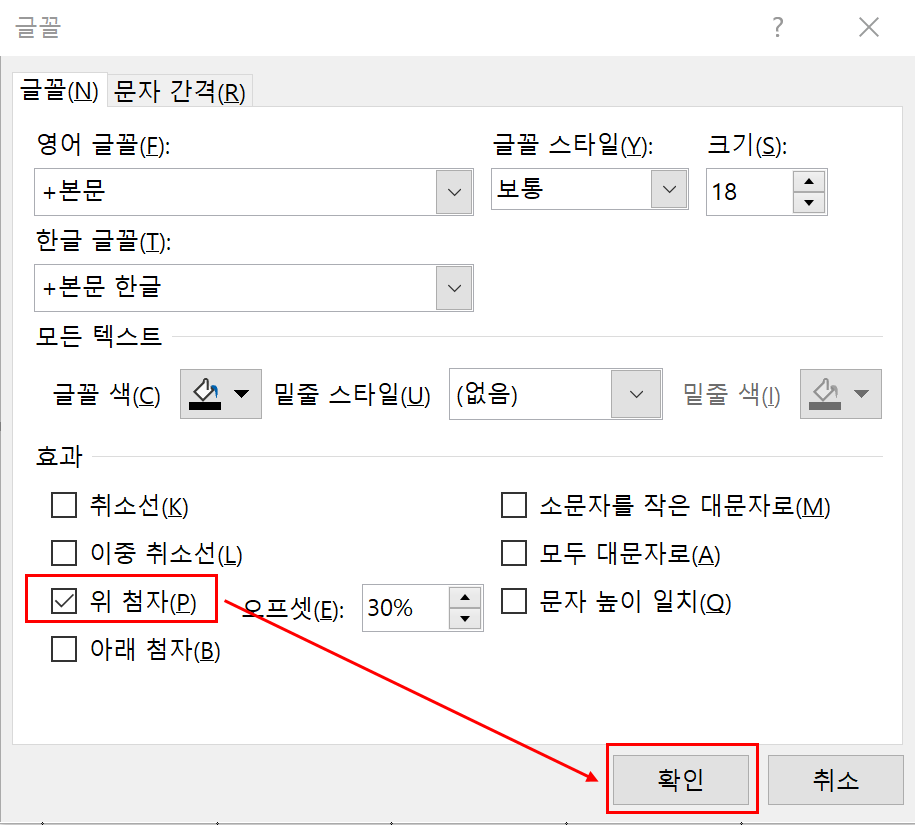 글꼴 ?
글꼴(N) 문자 간격(R)
영어 글꼴(F): 글꼴 스타일(Y): 크기(S):
+본문 보통 18
한글 글꼴(T):
+본문 한글
모든 텍스트
글꼴 색(C) 밑줄 스타일(U) (없음) 밑줄 색(I)
효과
취소선(K) 소문자를 작은 대문자로(M)
이중 취소선(L) 모두 대문자로(A)
위 첨자(P) 오프셋(E): 30% 문자 높이 일치(Q)
아래 첨자(B)
확인 취소